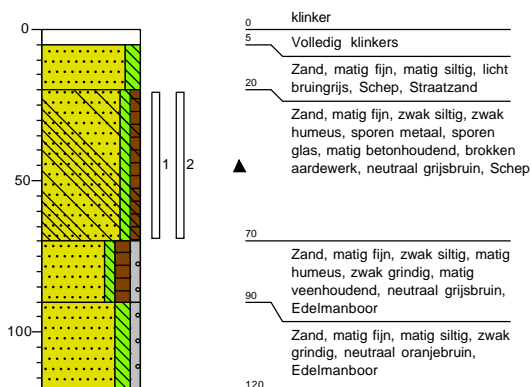 0
50
100
1
2
0
klinker
5
Volledig klinkers
20
Zand, matig fijn, matig siltig, licht
bruingrijs, Schep, Straatzand
Zand, matig fijn, zwak siltig, zwak
humeus, sporen metaal, sporen
glas, matig betonhoudend, brokken
aardewerk, neutraal grijsbruin, Schep
70
Zand, matig fijn, zwak siltig, matig
humeus, zwak grindig, matig
veenhoudend, neutraal grijsbruin,
Edelmanboor
90
Zand, matig fijn, matig siltig, zwak
grindig, neutraal oranjebruin,
Edelmanboor
120